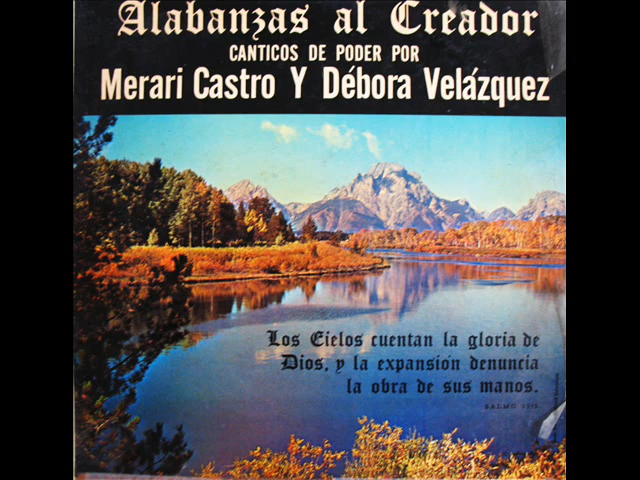 Alabanzas al Creador
CANTICOS DE PODER POR
Merari Castro Y Débora Velázquez
Los Cielos cuentan la gloria de
Dios, y la expansión denuncia
la obra de sus manos.
SALMO